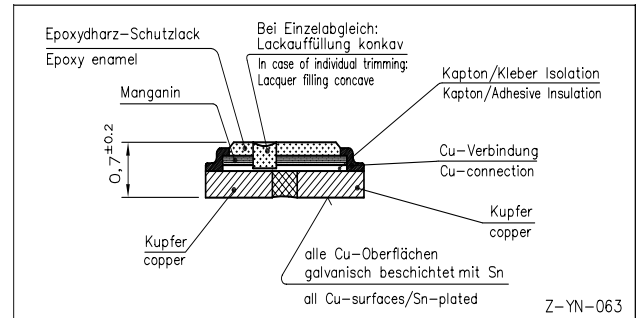 Bei Einzelabgleich:
Lackauffüllung konkav
In case of individual trimming:
Lacquer filling concave
Epoxydharz-Schutzlack
Epoxy enamel
Kapton/Kleber Isolation
Kapton/Adhesive Insulation
Manganin
0,7±0.2
Cu-Verbindung
Cu-connection
Kupfer
copper
Kupfer
copper
alle Cu-Oberflächen
galvanisch beschichtet mit Sn
all Cu-surfaces/Sn-plated
Z-YN-063